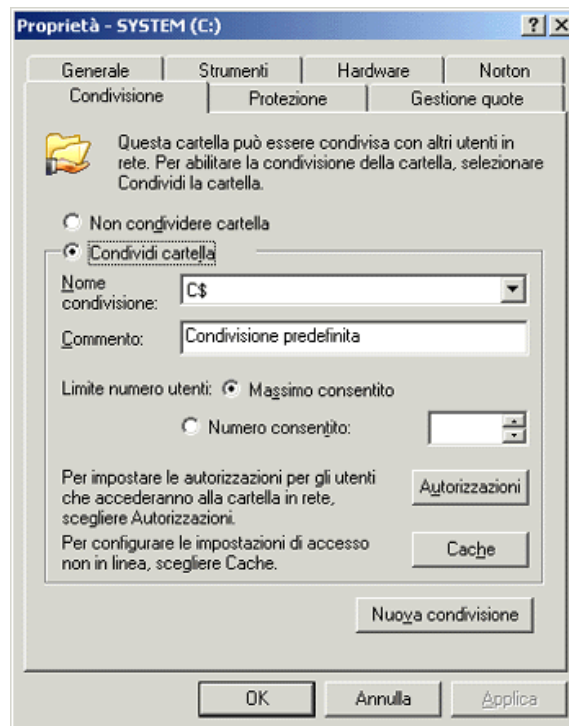 Proprietà - SYSTEM (C:)
Generale Strumenti Hardware Norton
Condivisione Protezione Gestione quote
Questa cartella può essere condivisa con altri utenti in
rete. Per abilitare la condivisione della cartella, selezionare
Condividi la cartella.
Non condividere cartella
Condividi cartella
Nome
condivisione:
C$
Commento: Condivisione predefinita
Limite numero utenti: Massimo consentito
Numero consentito:
Per impostare le autorizzazioni per gli utenti
che accederanno alla cartella in rete,
scegliere Autorizzazioni.
Autorizzazioni
Per configurare le impostazioni di accesso
non in linea, scegliere Cache.
Cache
Nuova condivisione
OK Annulla Applica